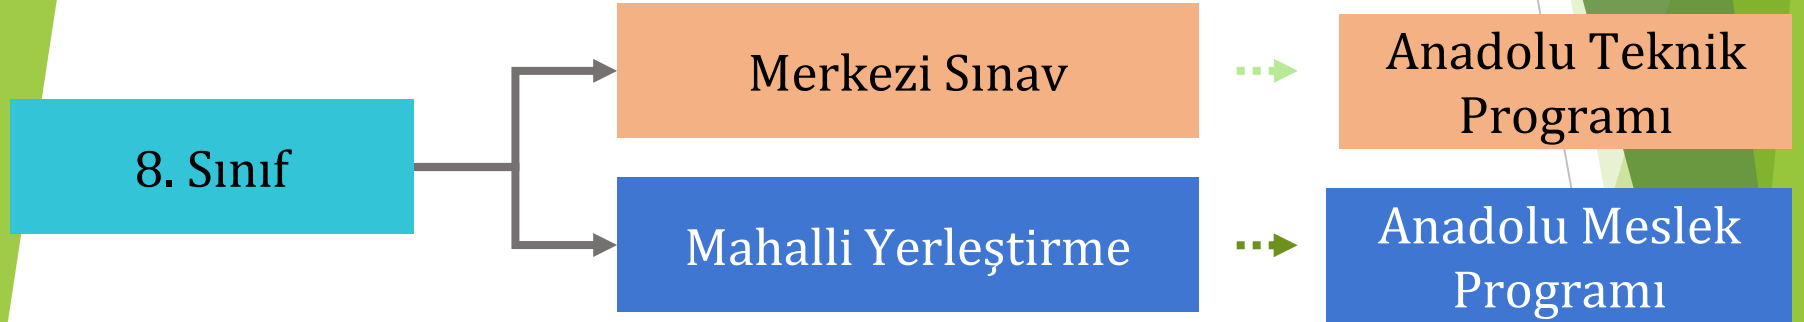 8. Sınıf
Merkezi Sınav
Anadolu Teknik
Programı
Mahalli Yerleştirme
Anadolu Meslek
Programı